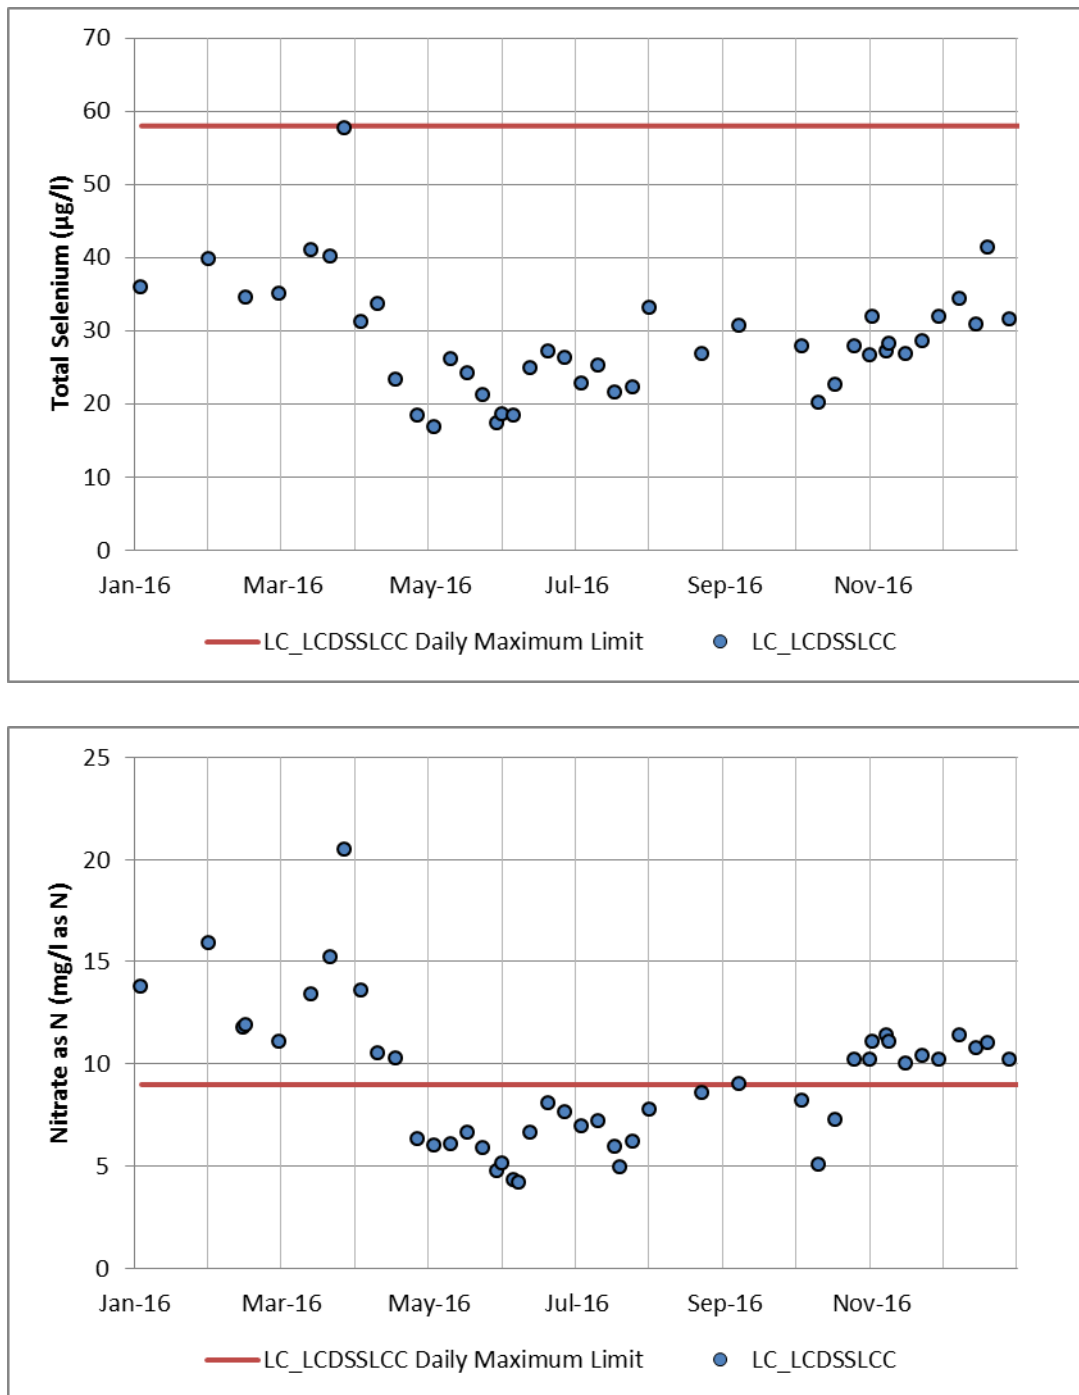 70
60
50
40
30
20
10
0
Total Selenium (µg/l)
Jan-16 Mar-16 May-16 Jul-16 Sep-16 Nov-16
LC_LCDSSLCC Daily Maximum Limit LC_LCDSSLCC
25
20
15
10
5
0
Nitrate as N (mg/l as N)
Jan-16 Mar-16 May-16 Jul-16 Sep-16 Nov-16
LC_LCDSSLCC Daily Maximum Limit LC_LCDSSLCC